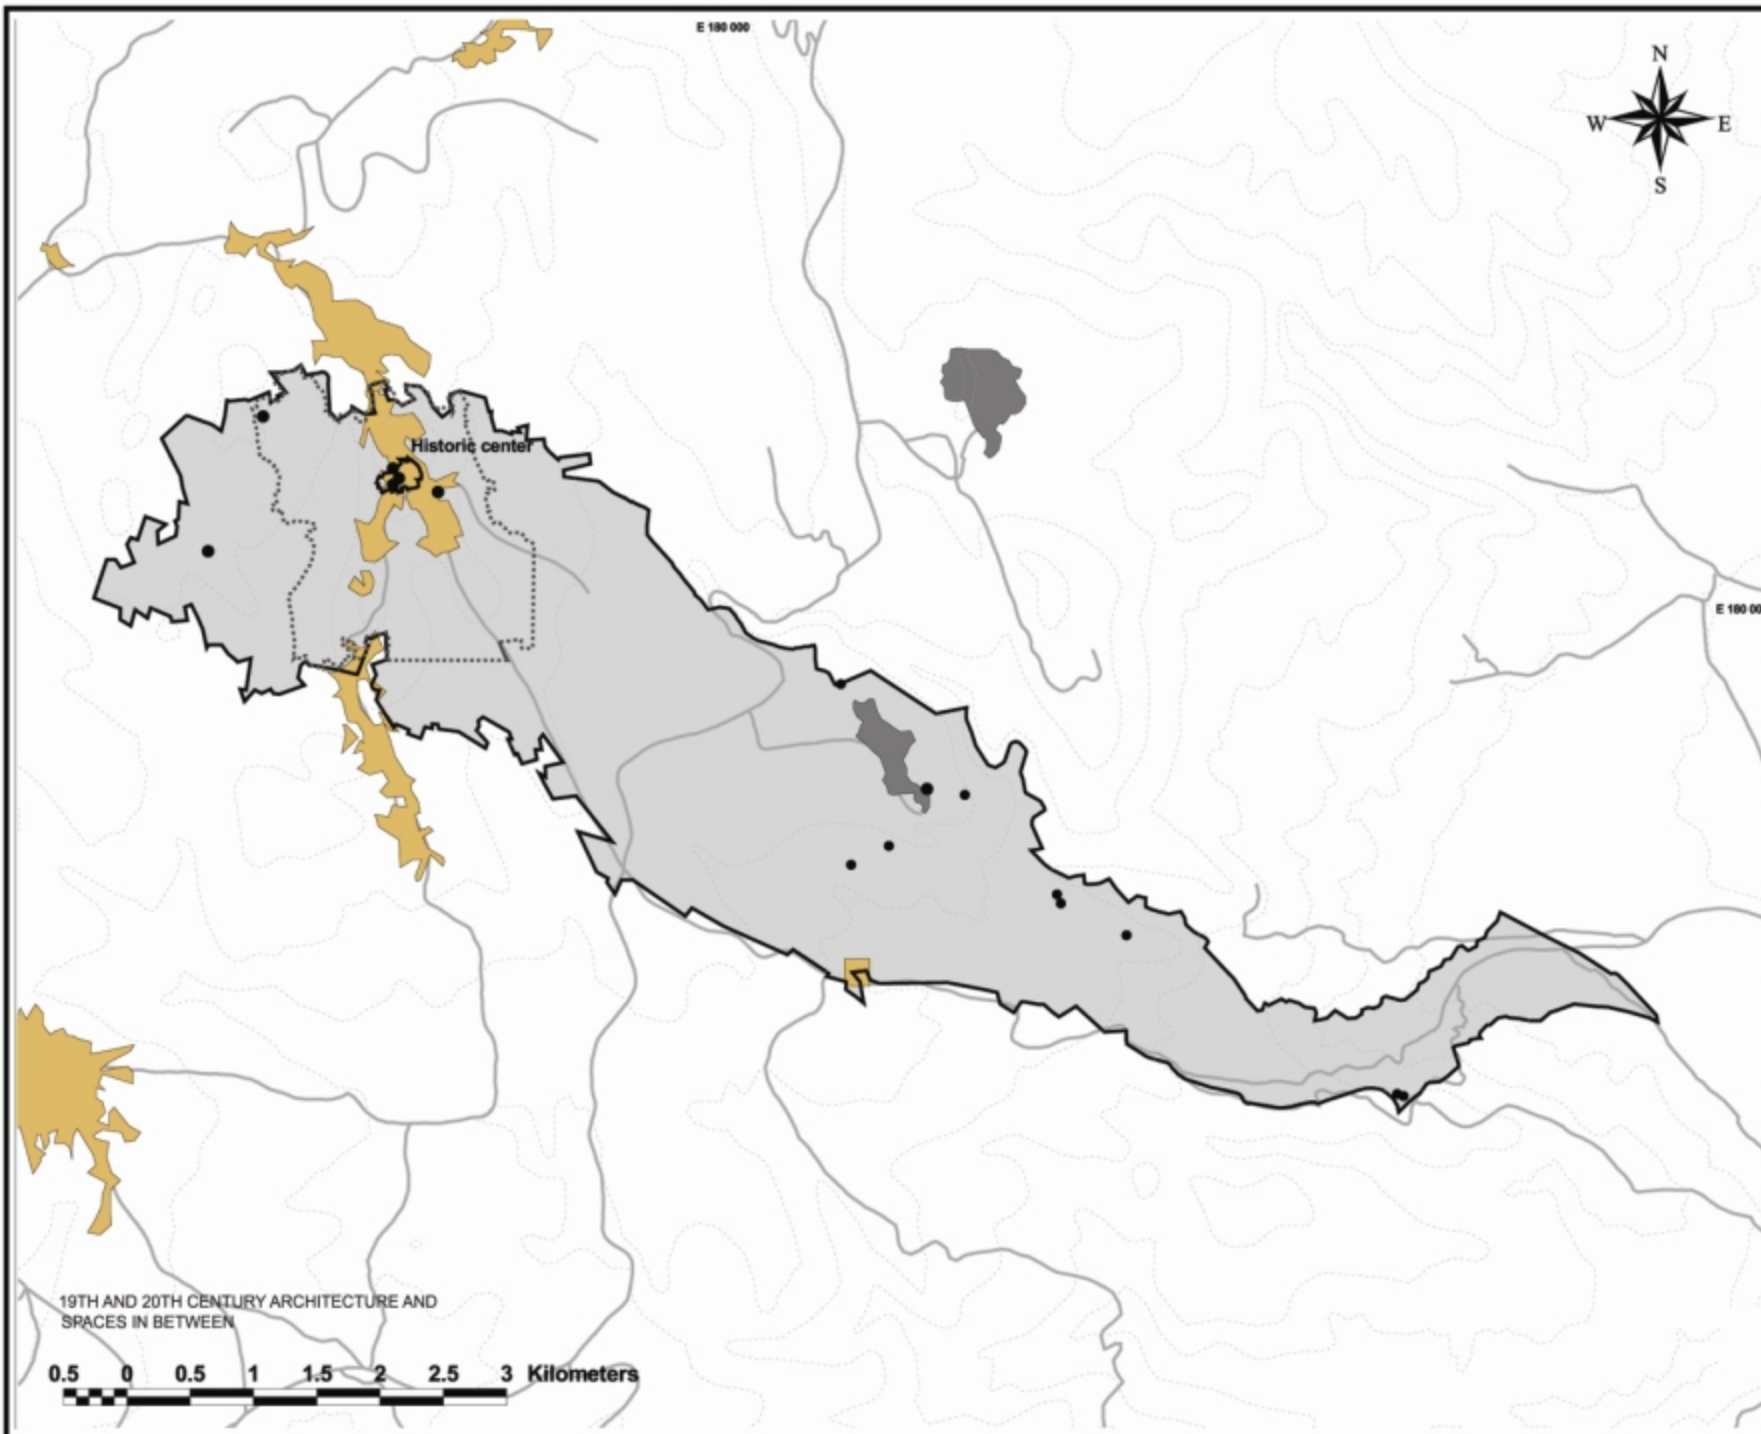 E 180 000
N
W
E
S
Historic center
E 180 00
19TH AND 20TH CENTURY ARCHITECTURE AND
SPACES IN BETWEEN
0.5 0 0.5 1 1.5 2 2.5 3 Kilometers